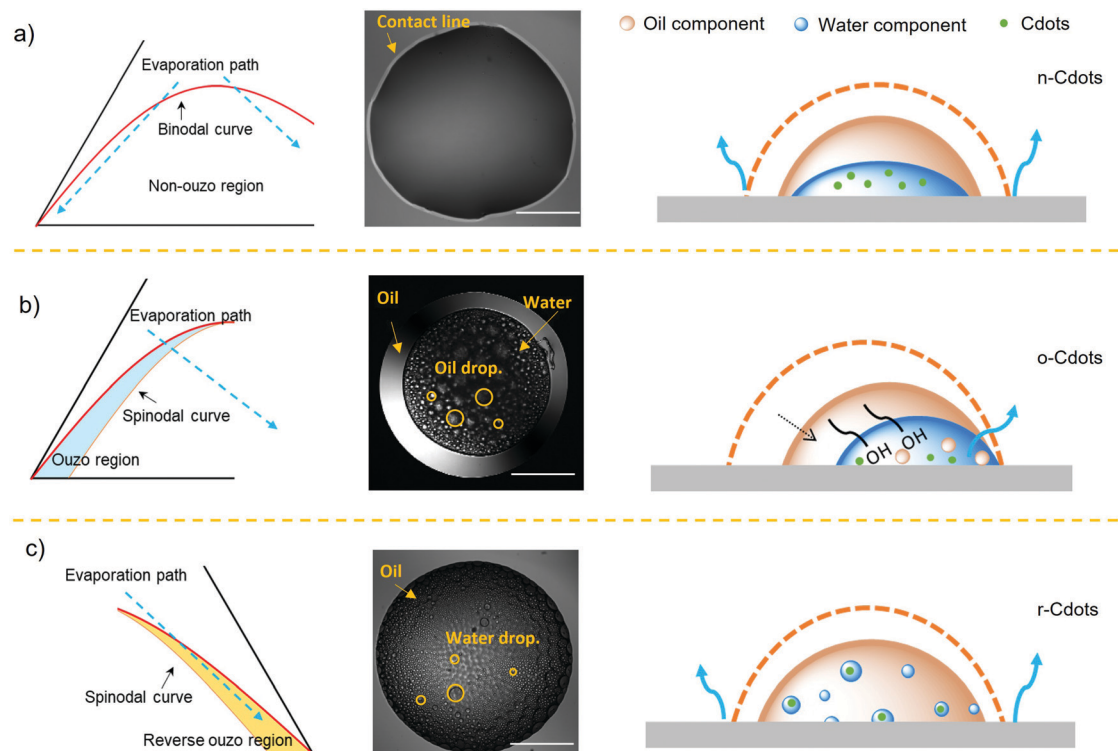 a)
Evaporation path
Binodal curve
Non-ouzo region
Contact line
Oil component
Water component
Cdots
n-Cdots
b)
Evaporation path
Spinodal curve
Ouzo region
Oil
Water
Oil drop.
o-Cdots
OH
OH
c)
Evaporation path
Spinodal curve
Reverse ouzo region
Oil
Water drop.
r-Cdots